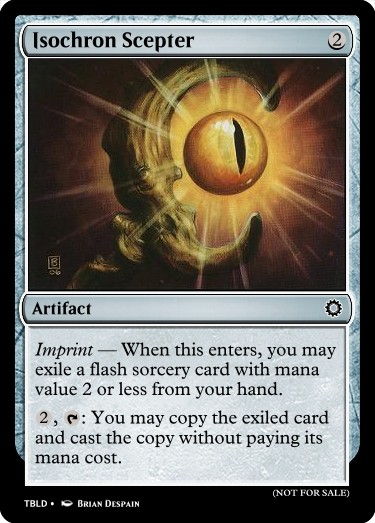 Isochron Scepter 2
B
06
Artifact
Imprint — When this enters, you may
exile a flash sorcery card with mana
value 2 or less from your hand.
2, T: You may copy the exiled card
and cast the copy without paying its
mana cost.
TBLD • Brian Despain
(NOT FOR SALE)